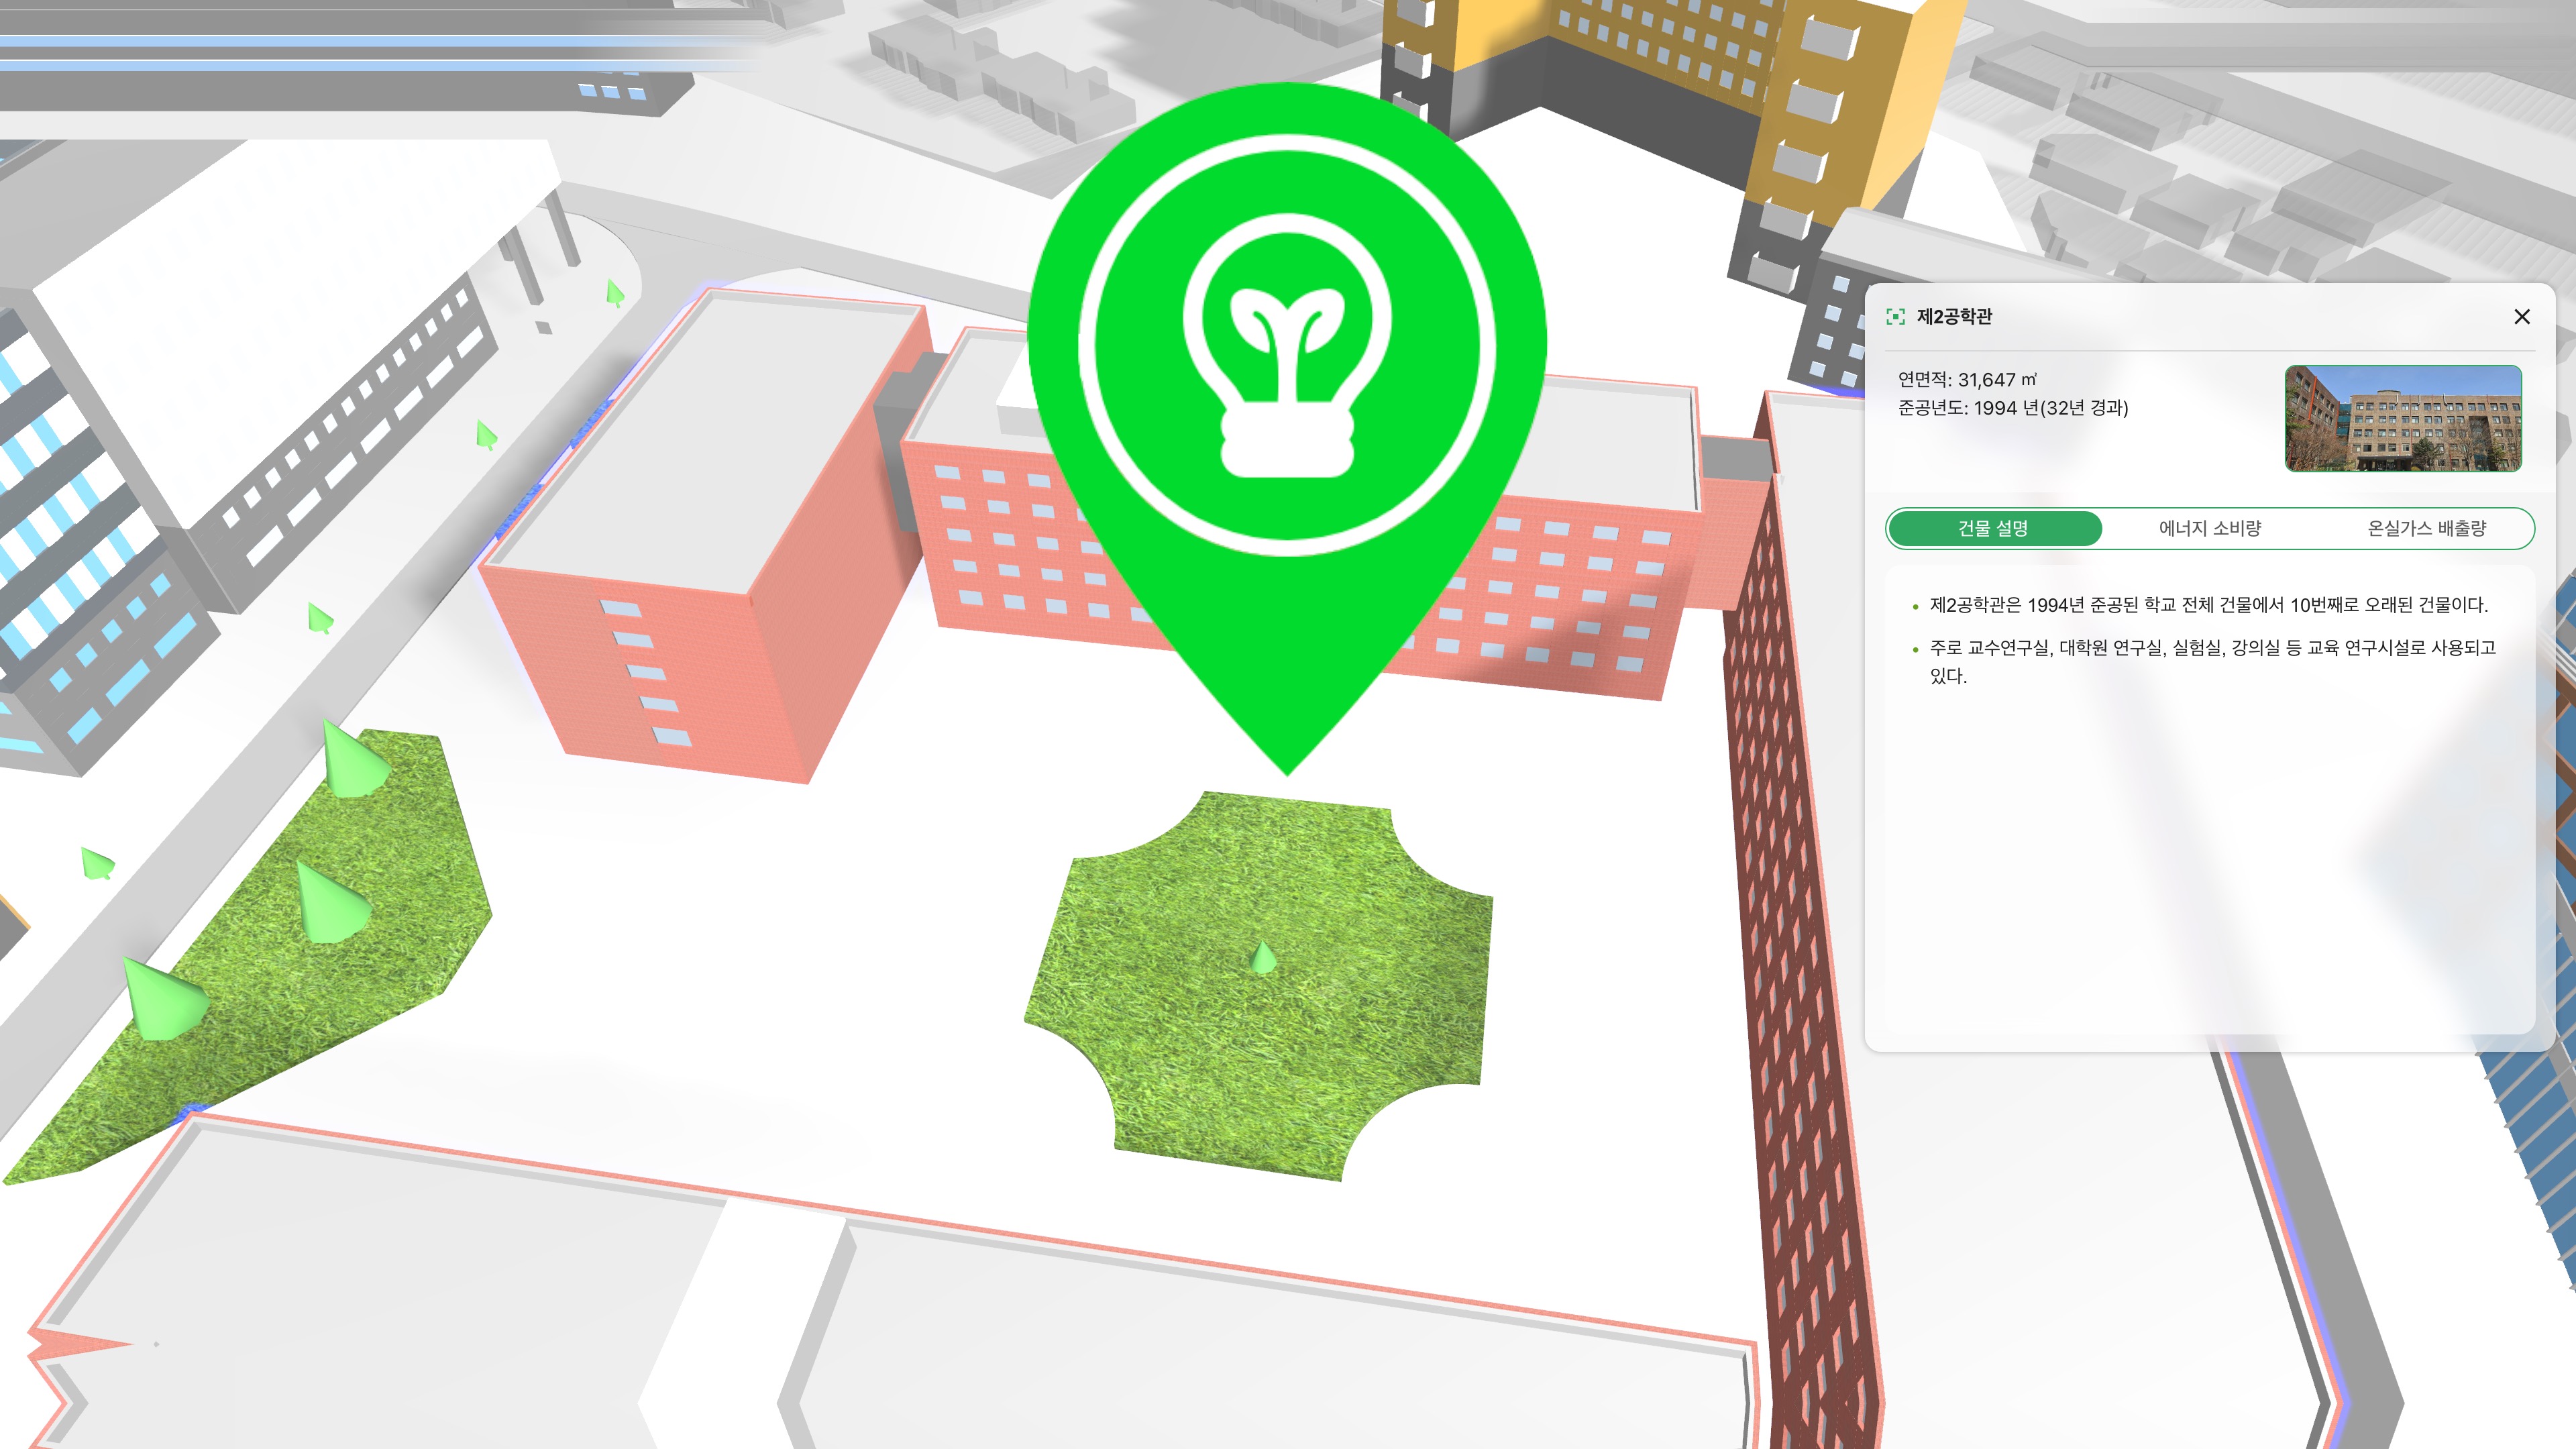 제2공학관
연면적: 31,647 ㎡
준공년도: 1994 년(32년 경과)
건물 설명
에너지 소비량
온실가스 배출량
제2공학관은 1994년 준공된 학교 전체 건물에서 10번째로 오래된 건물이다.
주로 교수연구실, 대학원 연구실, 실험실, 강의실 등 교육 연구시설로 사용되고
있다.